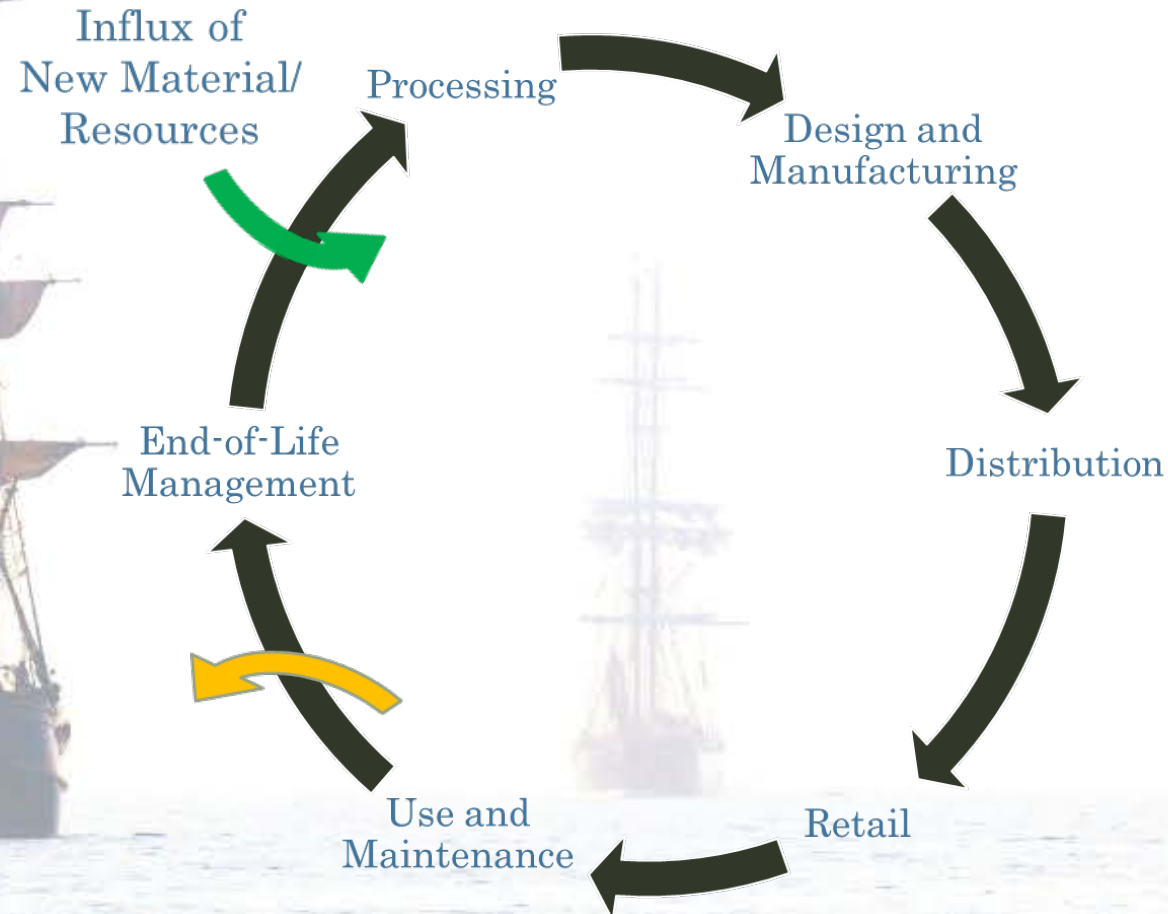 Influx of
New Material/
Resources
Processing
Design and
Manufacturing
Distribution
Retail
Use and
Maintenance
End-of-Life
Management